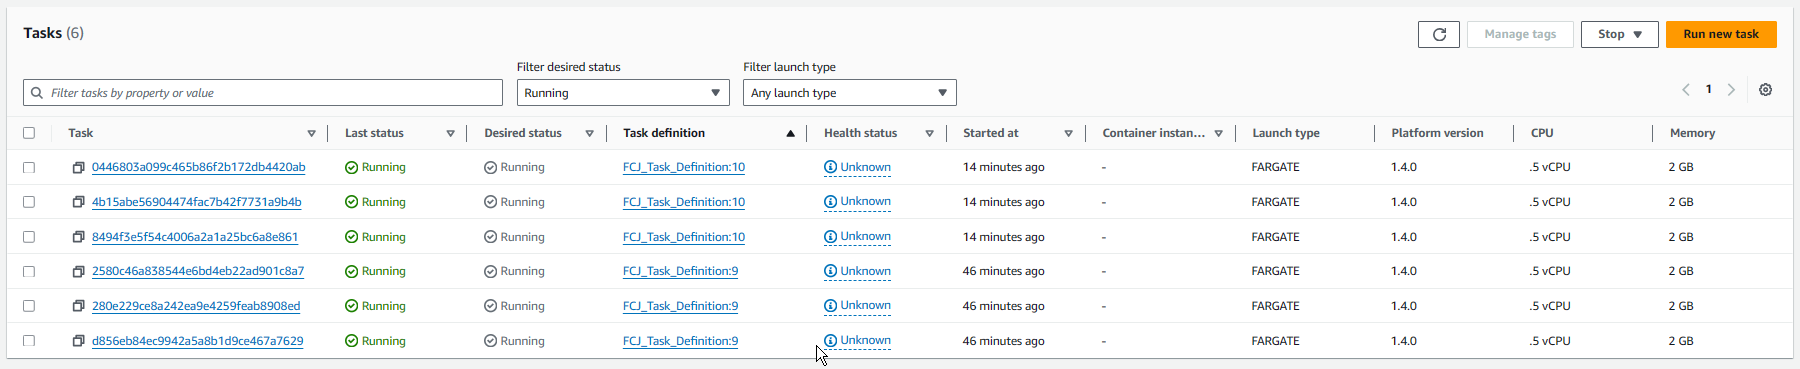 Tasks (6)
Manage tags
Stop
Run new task
Filter desired status
Filter launch type
Filter tasks by property or value
Running
Any launch type
1
Task Last status Desired status Task definition Health status Started at Container instan... Launch type Platform version CPU Memory
0446803a099c465b86f2b172db4420ab Running Running FCJ_Task_Definition:10 Unknown 14 minutes ago - FARGATE 1.4.0 .5 vCPU 2 GB
4b15abe56904474fac7b42f7731a9b4b Running Running FCJ_Task_Definition:10 Unknown 14 minutes ago - FARGATE 1.4.0 .5 vCPU 2 GB
8494f3e5f54c4006a2a1a25bc6a8e861 Running Running FCJ_Task_Definition:10 Unknown 14 minutes ago - FARGATE 1.4.0 .5 vCPU 2 GB
2580c46a838544e6bd4eb22ad901c8a7 Running Running FCJ_Task_Definition:9 Unknown 46 minutes ago - FARGATE 1.4.0 .5 vCPU 2 GB
280e229ce8a242ea9e4259feab8908ed Running Running FCJ_Task_Definition:9 Unknown 46 minutes ago - FARGATE 1.4.0 .5 vCPU 2 GB
d856eb84ec9942a5a8b1d9ce467a7629 Running Running FCJ_Task_Definition:9 Unknown 46 minutes ago - FARGATE 1.4.0 .5 vCPU 2 GB